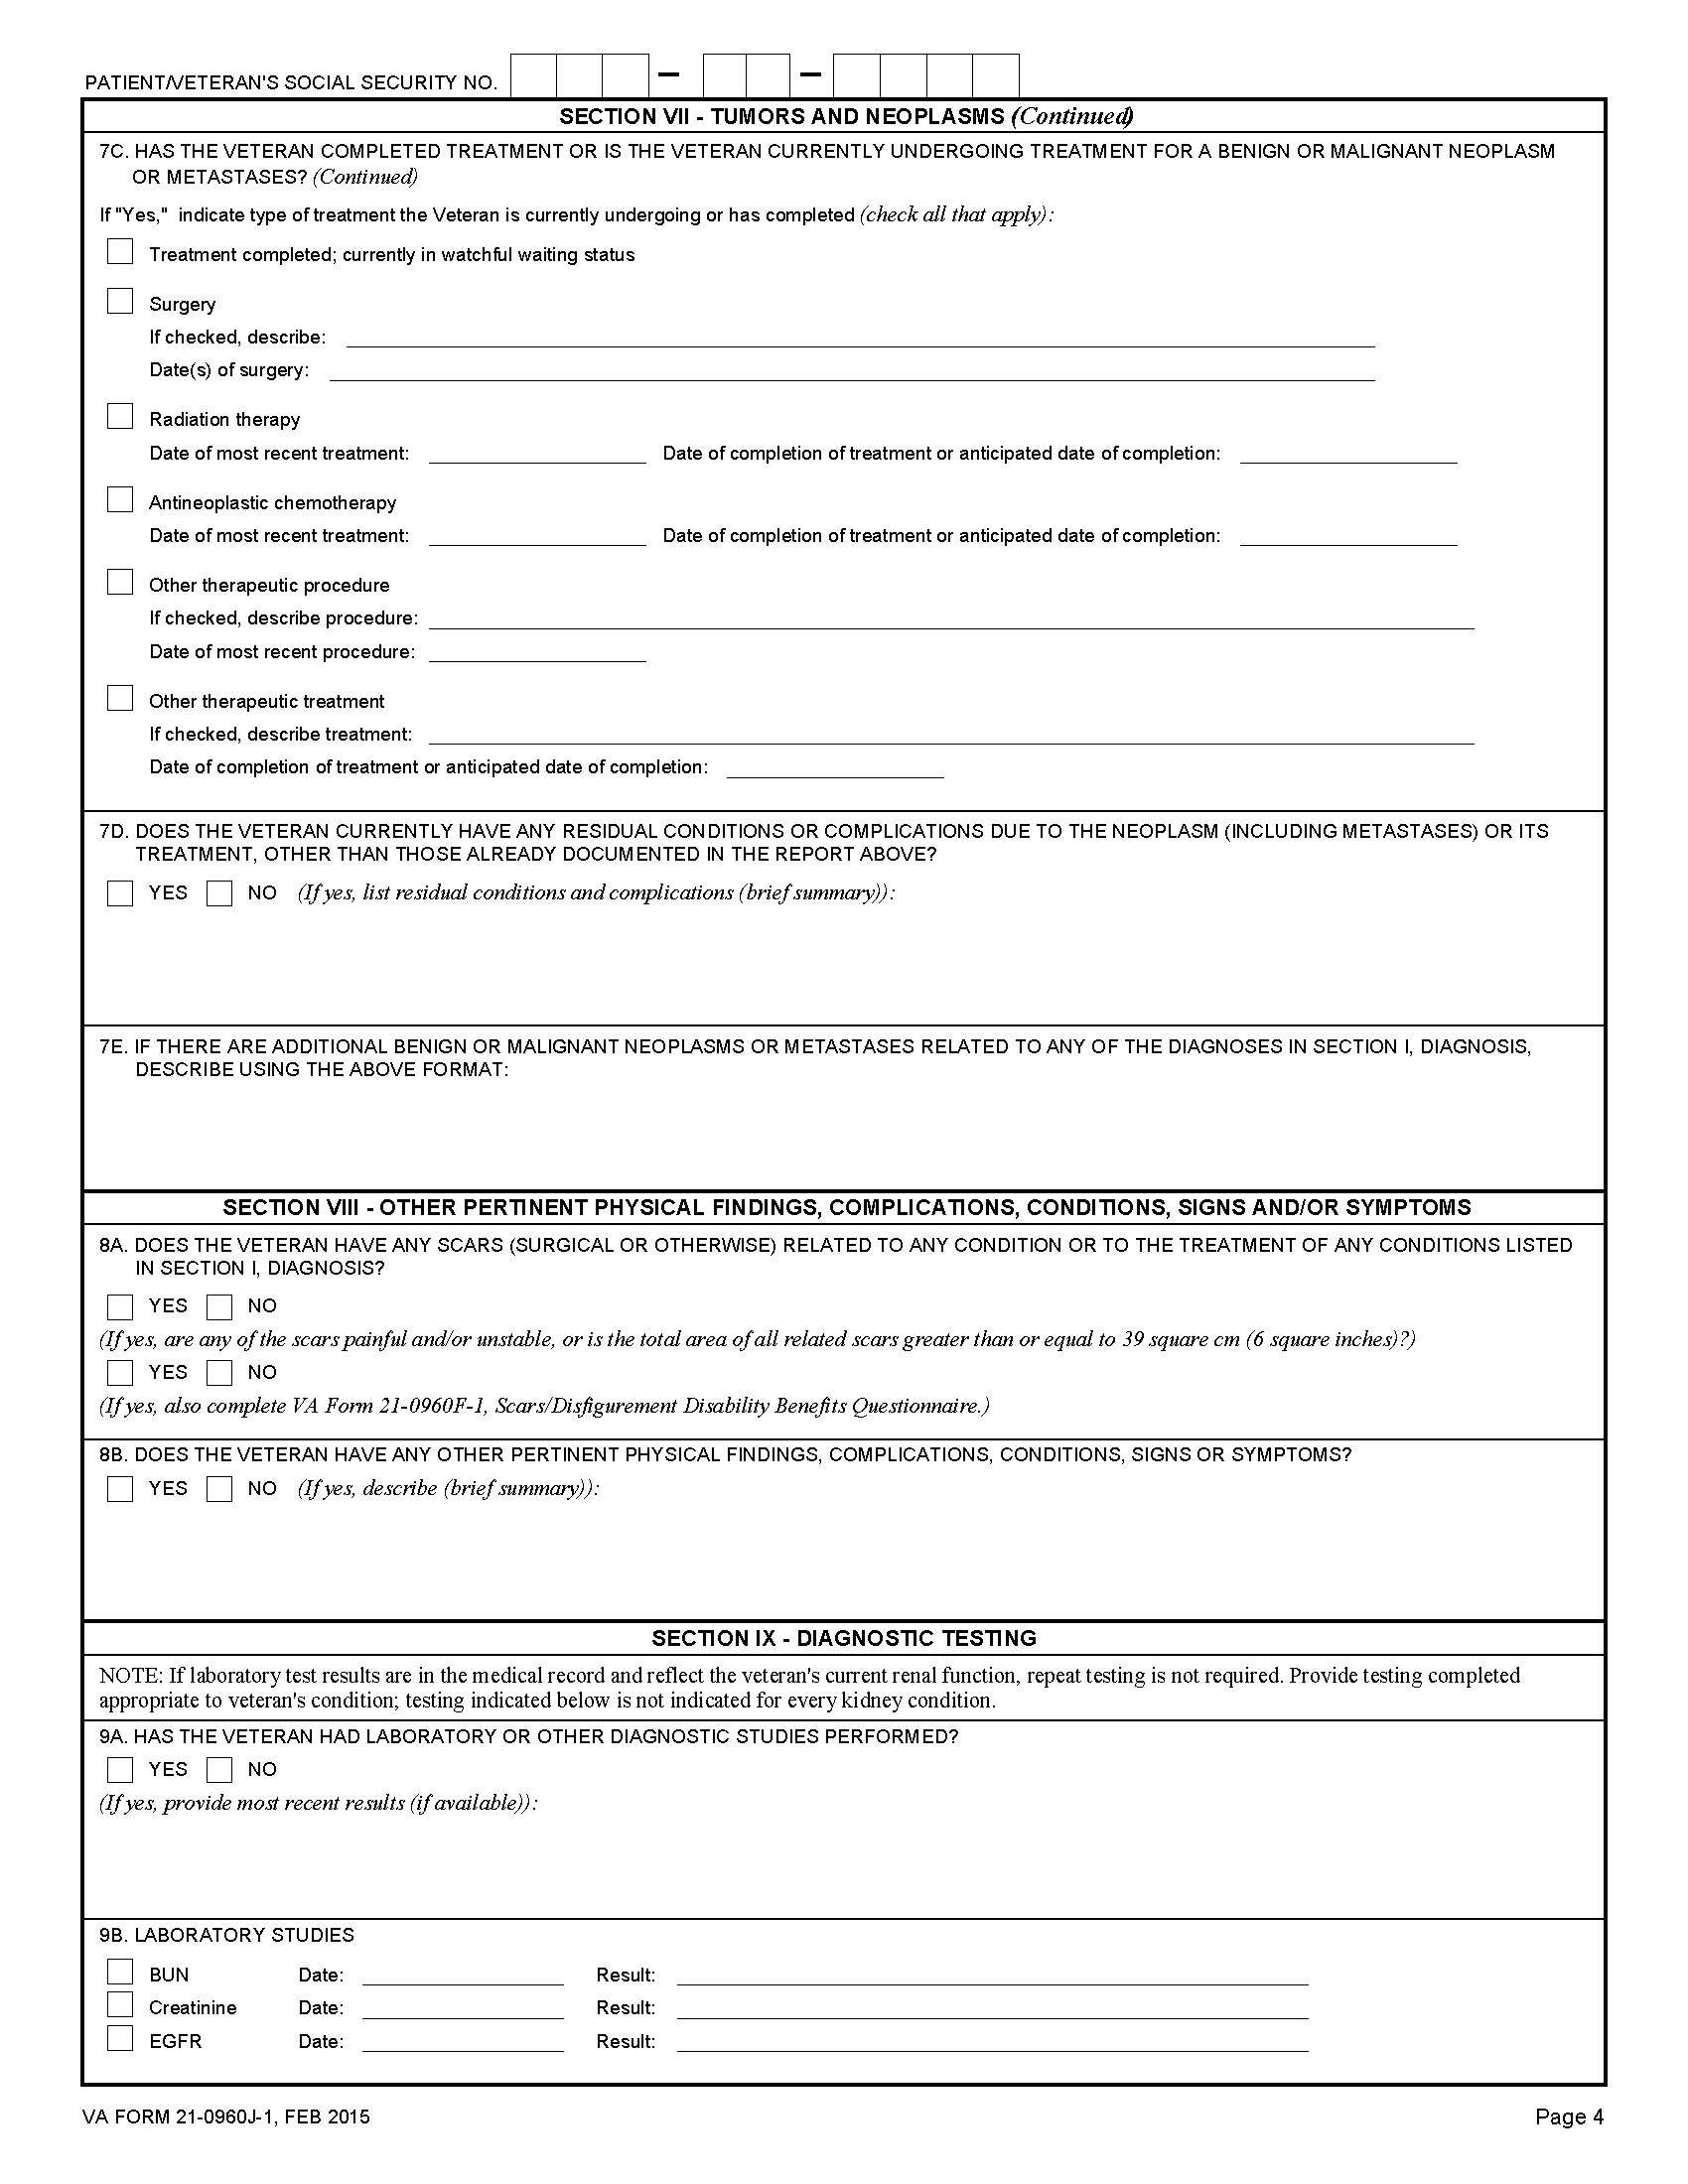 PATIENT/VETERAN'S SOCIAL SECURITY NO.
SECTION VII - TUMORS AND NEOPLASMS (Continued)
7C. HAS THE VETERAN COMPLETED TREATMENT OR IS THE VETERAN CURRENTLY UNDERGOING TREATMENT FOR A BENIGN OR MALIGNANT NEOPLASM
OR METASTASES? (Continued)
If "Yes," indicate type of treatment the Veteran is currently undergoing or has completed (check all that apply):
Treatment completed; currently in watchful waiting status
Surgery
If checked, describe:
Date(s) of surgery:
Radiation therapy
Date of most recent treatment: Date of completion of treatment or anticipated date of completion:
Antineoplastic chemotherapy
Date of most recent treatment: Date of completion of treatment or anticipated date of completion:
Other therapeutic procedure
If checked, describe procedure:
Date of most recent procedure:
Other therapeutic treatment
If checked, describe treatment:
Date of completion of treatment or anticipated date of completion:
7D. DOES THE VETERAN CURRENTLY HAVE ANY RESIDUAL CONDITIONS OR COMPLICATIONS DUE TO THE NEOPLASM (INCLUDING METASTASES) OR ITS
TREATMENT, OTHER THAN THOSE ALREADY DOCUMENTED IN THE REPORT ABOVE?
YES NO (If yes, list residual conditions and complications (brief summary)):
7E. IF THERE ARE ADDITIONAL BENIGN OR MALIGNANT NEOPLASMS OR METASTASES RELATED TO ANY OF THE DIAGNOSES IN SECTION I, DIAGNOSIS,
DESCRIBE USING THE ABOVE FORMAT:
SECTION VIII - OTHER PERTINENT PHYSICAL FINDINGS, COMPLICATIONS, CONDITIONS, SIGNS AND/OR SYMPTOMS
8A. DOES THE VETERAN HAVE ANY SCARS (SURGICAL OR OTHERWISE) RELATED TO ANY CONDITION OR TO THE TREATMENT OF ANY CONDITIONS LISTED
IN SECTION I, DIAGNOSIS?
YES NO
(If yes, are any of the scars painful and/or unstable, or is the total area of all related scars greater than or equal to 39 square cm (6 square inches)?)
YES NO
(If yes, also complete VA Form 21-0960F-1, Scars/Disfigurement Disability Benefits Questionnaire.)
8B. DOES THE VETERAN HAVE ANY OTHER PERTINENT PHYSICAL FINDINGS, COMPLICATIONS, CONDITIONS, SIGNS OR SYMPTOMS?
YES NO (If yes, describe (brief summary)):
SECTION IX - DIAGNOSTIC TESTING
NOTE: If laboratory test results are in the medical record and reflect the veteran's current renal function, repeat testing is not required. Provide testing completed
appropriate to veteran's condition; testing indicated below is not indicated for every kidney condition.
9A. HAS THE VETERAN HAD LABORATORY OR OTHER DIAGNOSTIC STUDIES PERFORMED?
YES NO
(If yes, provide most recent results (if available)):
9B. LABORATORY STUDIES
BUN Date: Result:
Creatinine Date: Result:
EGFR Date: Result:
VA FORM 21-0960J-1, FEB 2015 Page 4